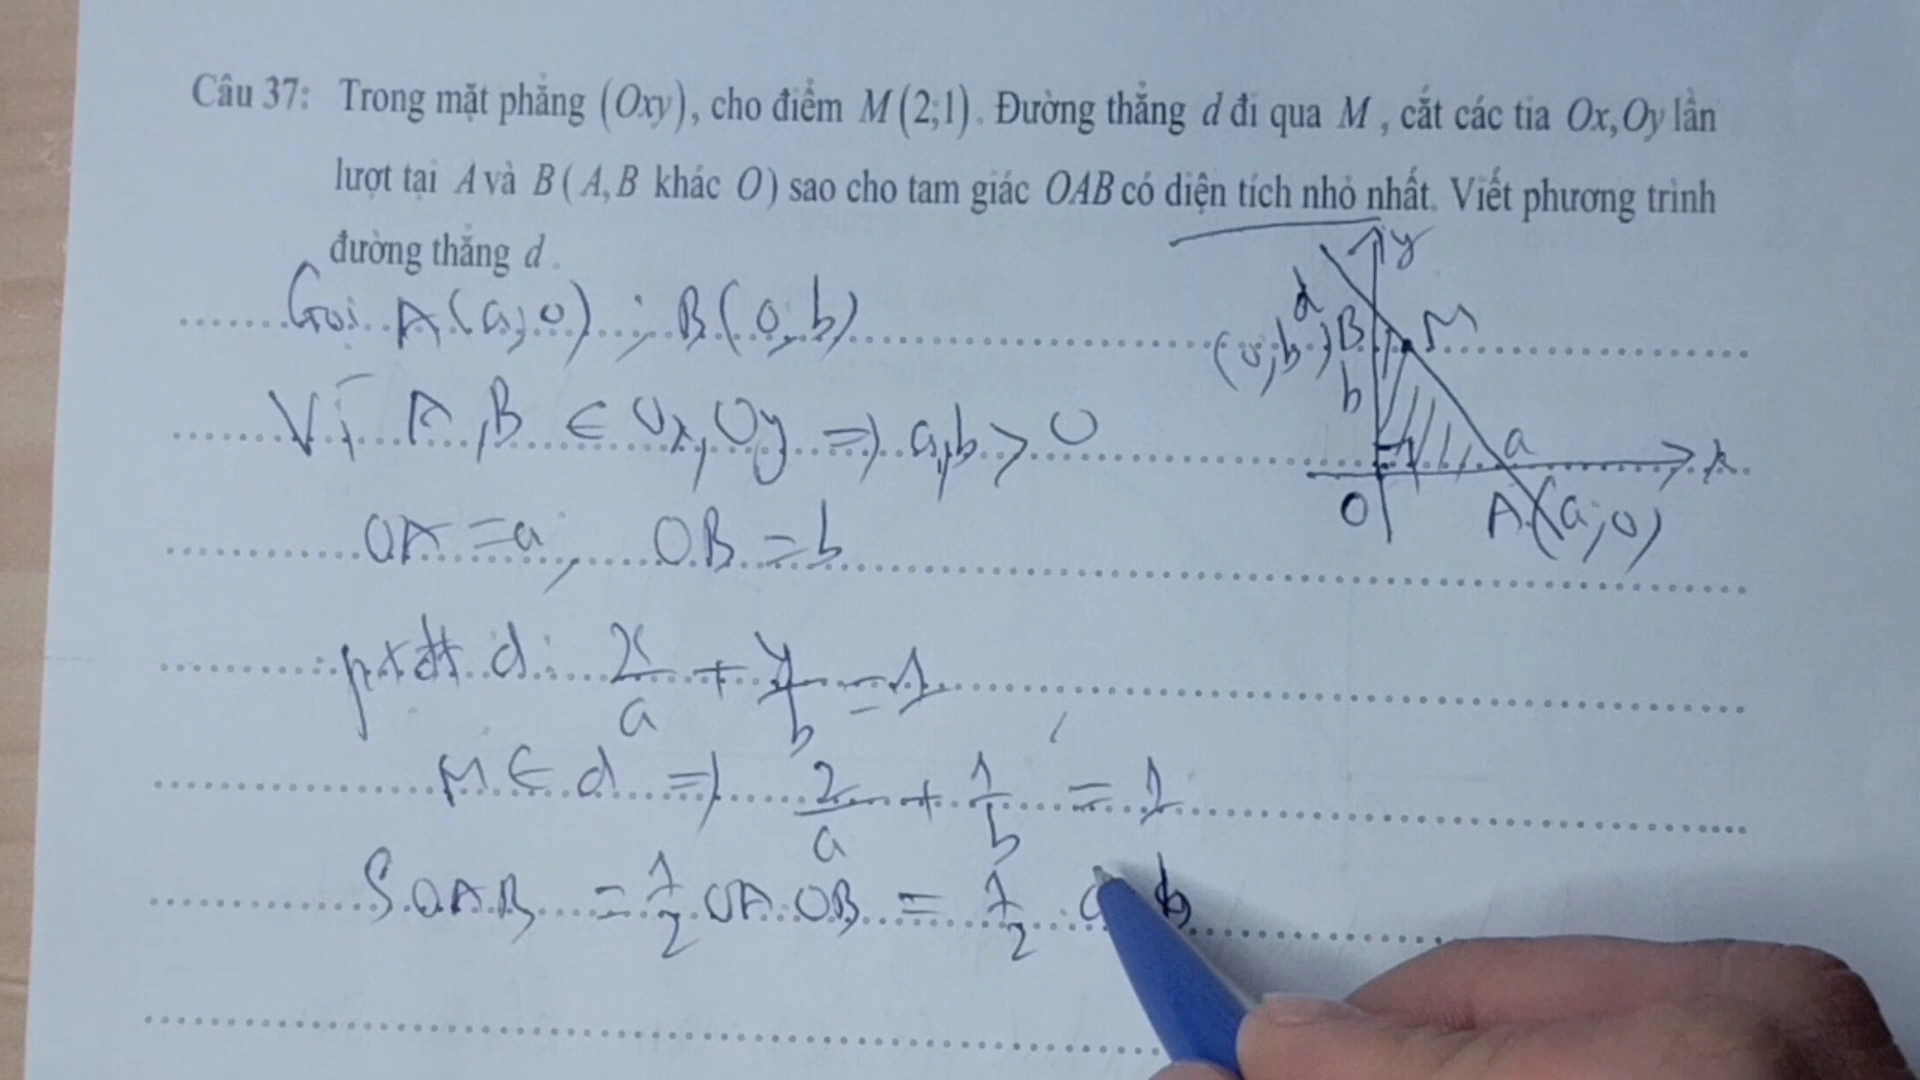 Câu 37: Trong mặt phẳng (Oxy), cho điểm M(2;1). Đường thẳng d đi qua M, cắt các tia Ox, Oy lần
lượt tại A và B (A, B khác O) sao cho tam giác OAB có diện tích nhỏ nhất. Viết phương trình
đường thẳng d.
y
d
Gọi A(a;0) ; B(0;b)
(0;b) B M
b
Vì A, B ∈ Ox, Oy => a,b > 0
a x
O A(a;0)
OA = a, OB = b
ptđt d: x/a + y/b = 1
M ∈ d => 2/a + 1/b = 1
SOAB = 1/2 OA.OB = 1/2 a b